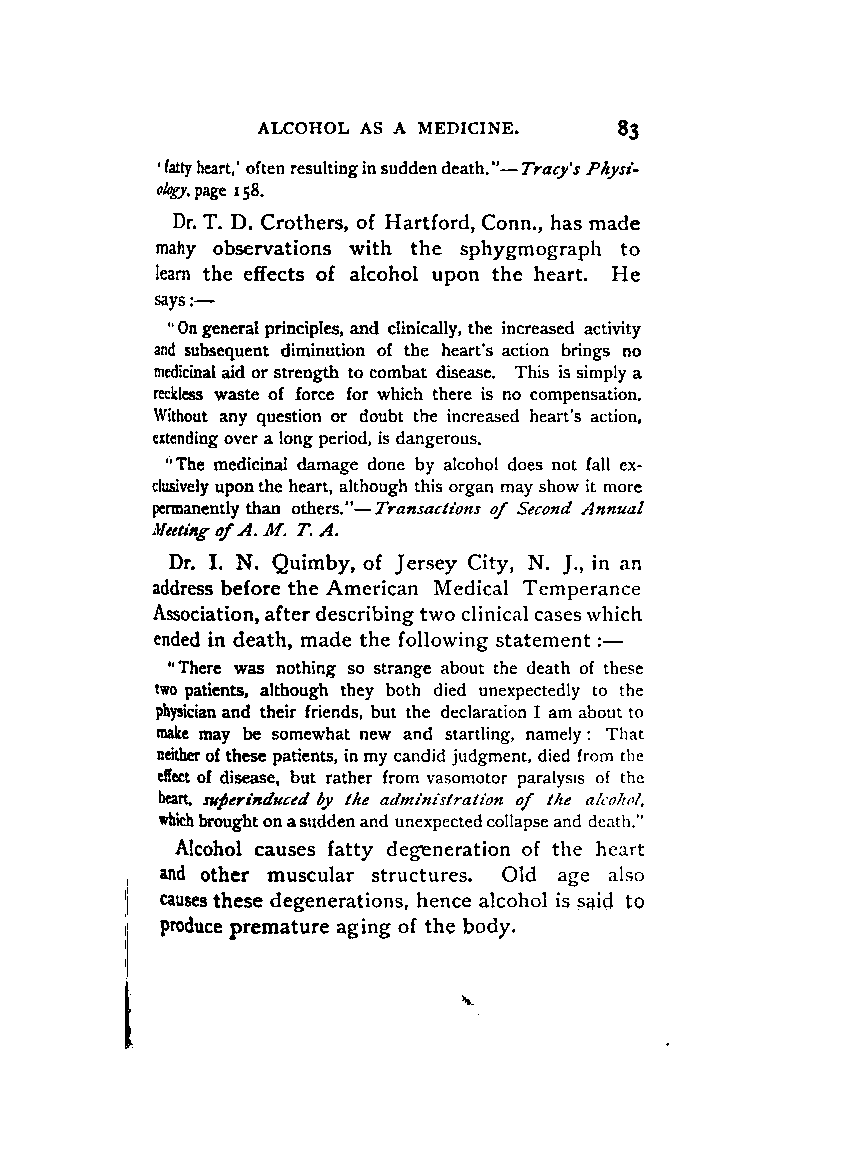 ALCOHOL AS A MEDICINE. 83
'fatty heart,' often resulting in sudden death."—Tracy's Physi-
ology, page 158.
Dr. T. D. Crothers, of Hartford, Conn., has made
mahy observations with the sphygmograph to
learn the effects of alcohol upon the heart. He
says:—
"On general principles, and clinically, the increased activity
and subsequent diminution of the heart's action brings no
medicinal aid or strength to combat disease. This is simply a
reckless waste of force for which there is no compensation.
Without any question or doubt the increased heart's action,
extending over a long period, is dangerous.
"The medicinal damage done by alcohol does not fall ex-
clusively upon the heart, although this organ may show it more
permanently than others."—Transactions of Second Annual
Meeting of A. M. T. A.
Dr. I. N. Quimby, of Jersey City, N. J., in an
address before the American Medical Temperance
Association, after describing two clinical cases which
ended in death, made the following statement:—
"There was nothing so strange about the death of these
two patients, although they both died unexpectedly to the
physician and their friends, but the declaration I am about to
make may be somewhat new and startling, namely: That
neither of these patients, in my candid judgment, died from the
effect of disease, but rather from vasomotor paralysis of the
heart, superinduced by the administration of the alcohol,
which brought on a sudden and unexpected collapse and death."
Alcohol causes fatty degeneration of the heart
and other muscular structures. Old age also
causes these degenerations, hence alcohol is said to
produce premature aging of the body.